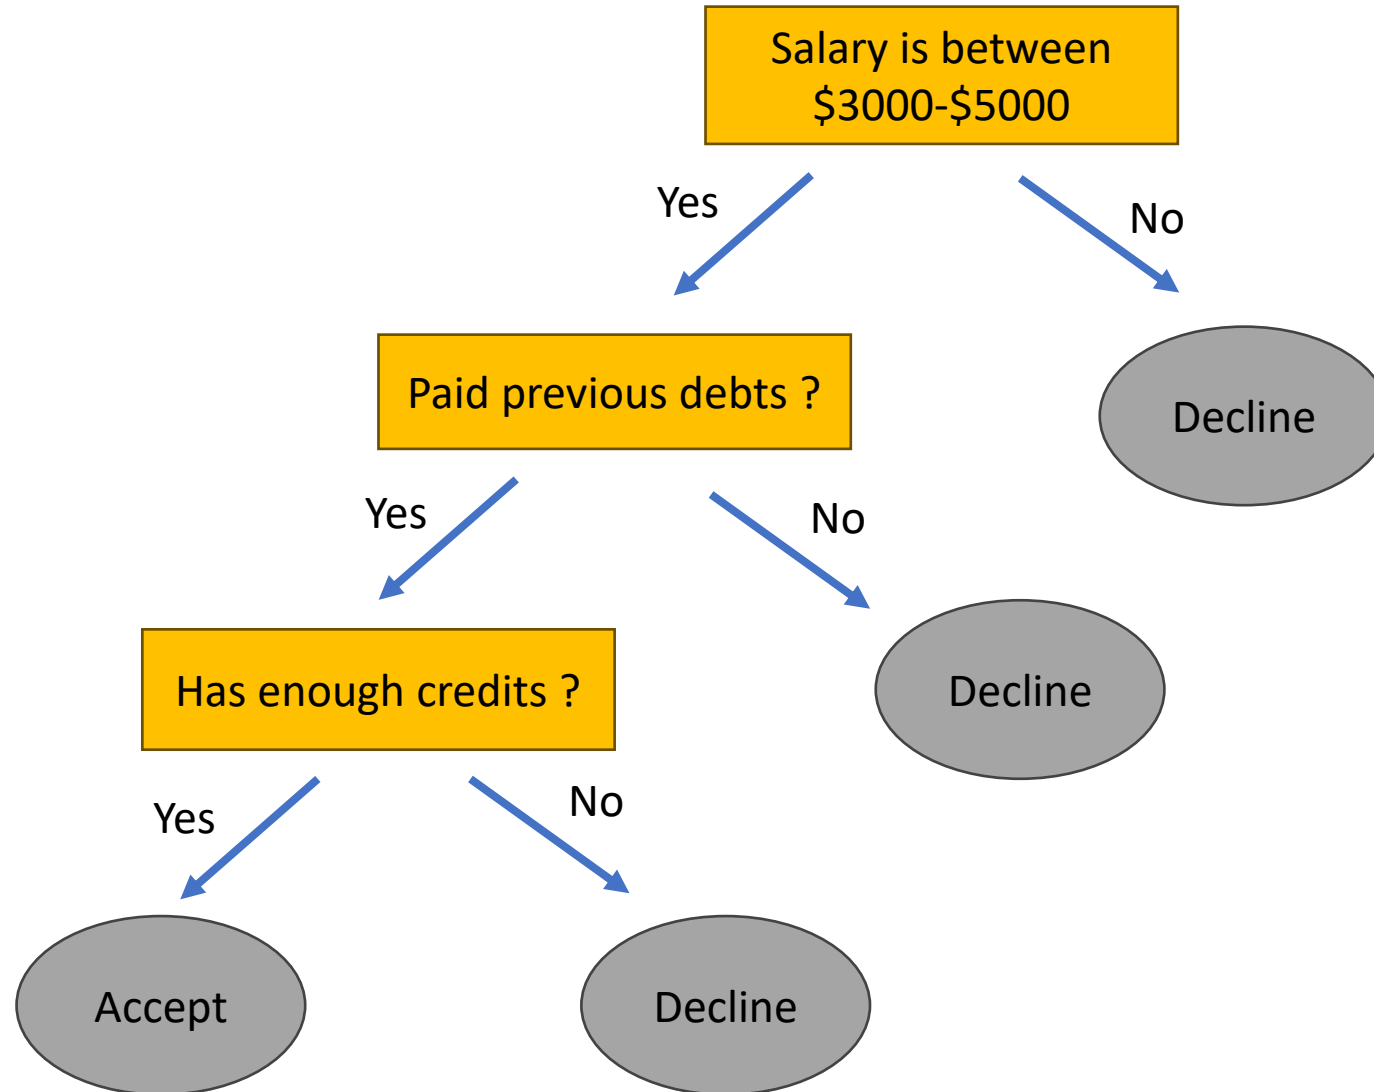 Salary is between
$3000-$5000
Yes
No
Paid previous debts ?
Decline
Yes
No
Has enough credits ?
Decline
Yes
No
Accept
Decline